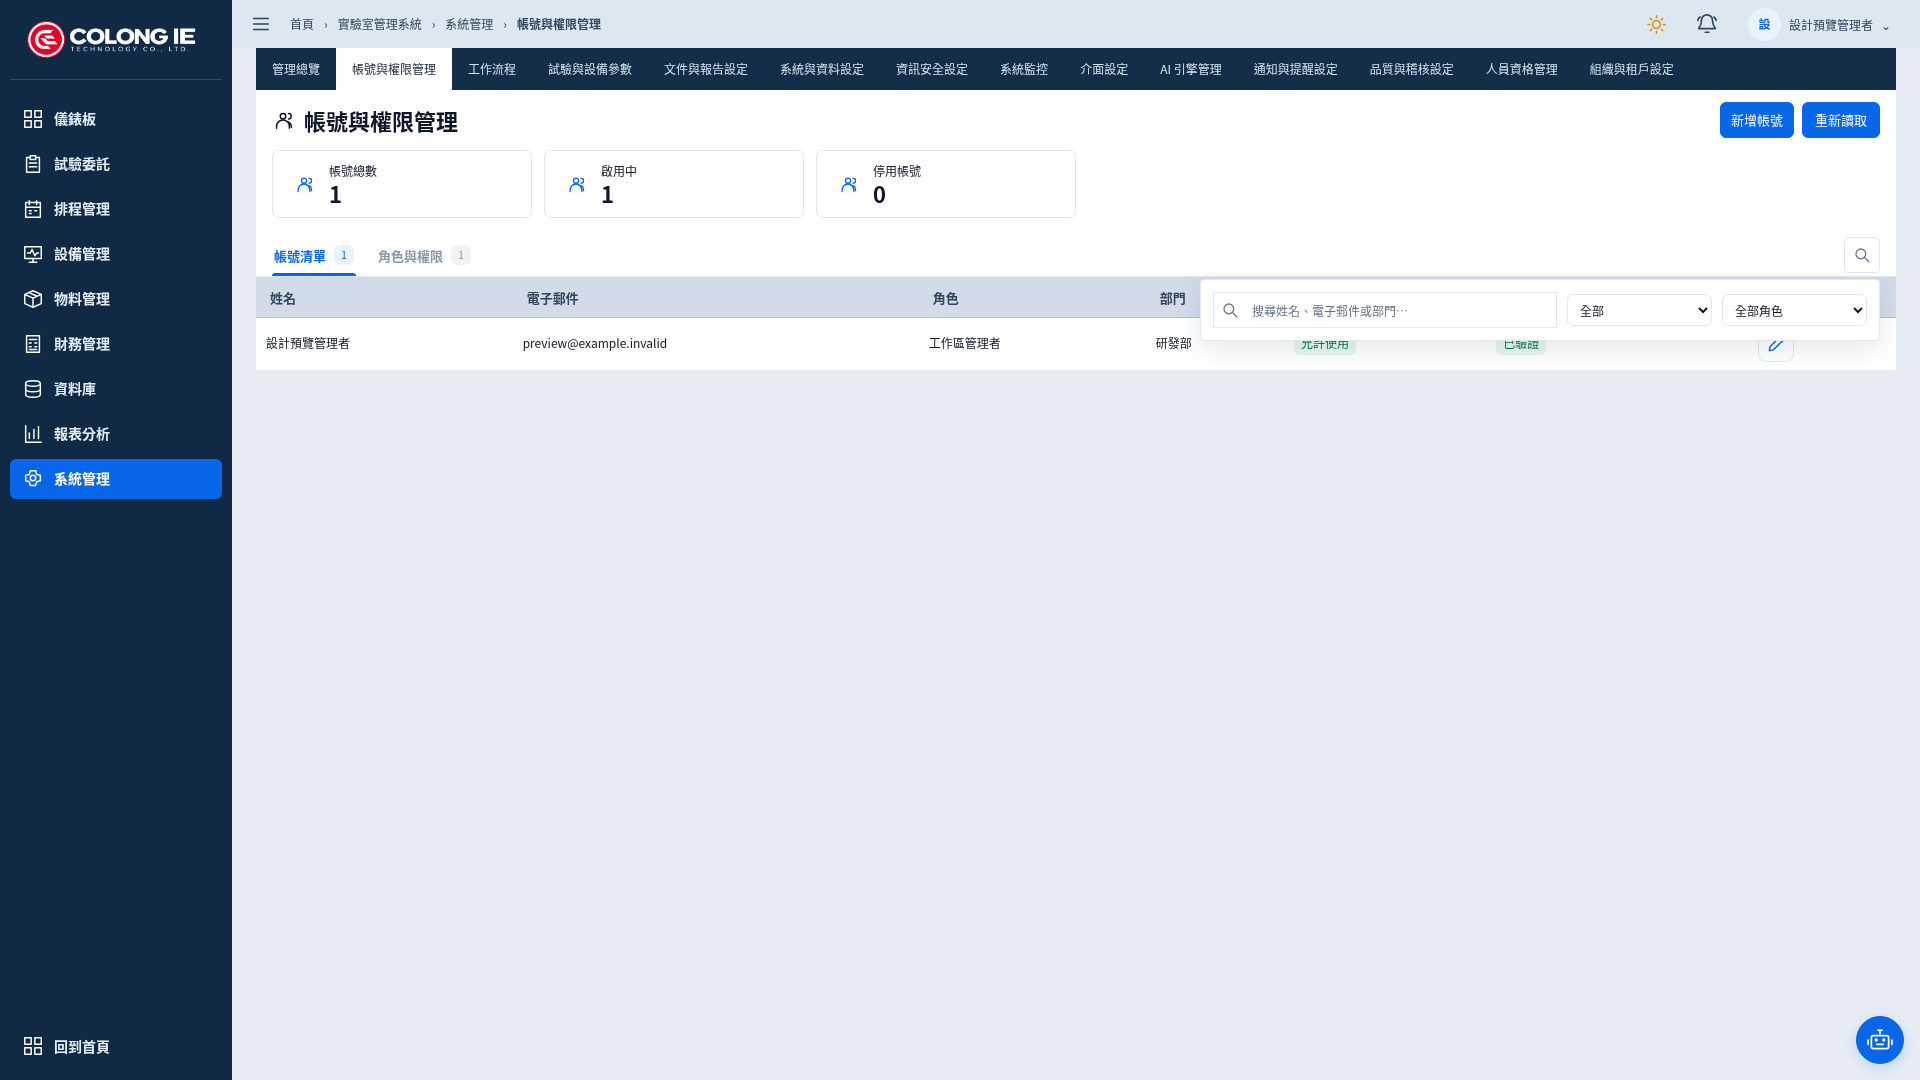 COLONG IE
TECHNOLOGY CO., LTD.
儀錶板
試驗委託
排程管理
設備管理
物料管理
財務管理
資料庫
報表分析
系統管理
回到首頁
首頁 › 實驗室管理系統 › 系統管理 › 帳號與權限管理
設 設計預覽管理者
管理總覽 帳號與權限管理 工作流程 試驗與設備參數 文件與報告設定 系統與資料設定 資訊安全設定 系統監控 介面設定 AI 引擎管理 通知與提醒設定 品質與稽核設定 人員資格管理 組織與租戶設定
帳號與權限管理
新增帳號 重新讀取
帳號總數
1
啟用中
1
停用帳號
0
帳號清單 1 角色與權限 1
姓名 電子郵件 角色 部門
搜尋姓名、電子郵件或部門… 全部 全部角色
設計預覽管理者 preview@example.invalid 工作區管理者 研發部 允許使用 已驗證